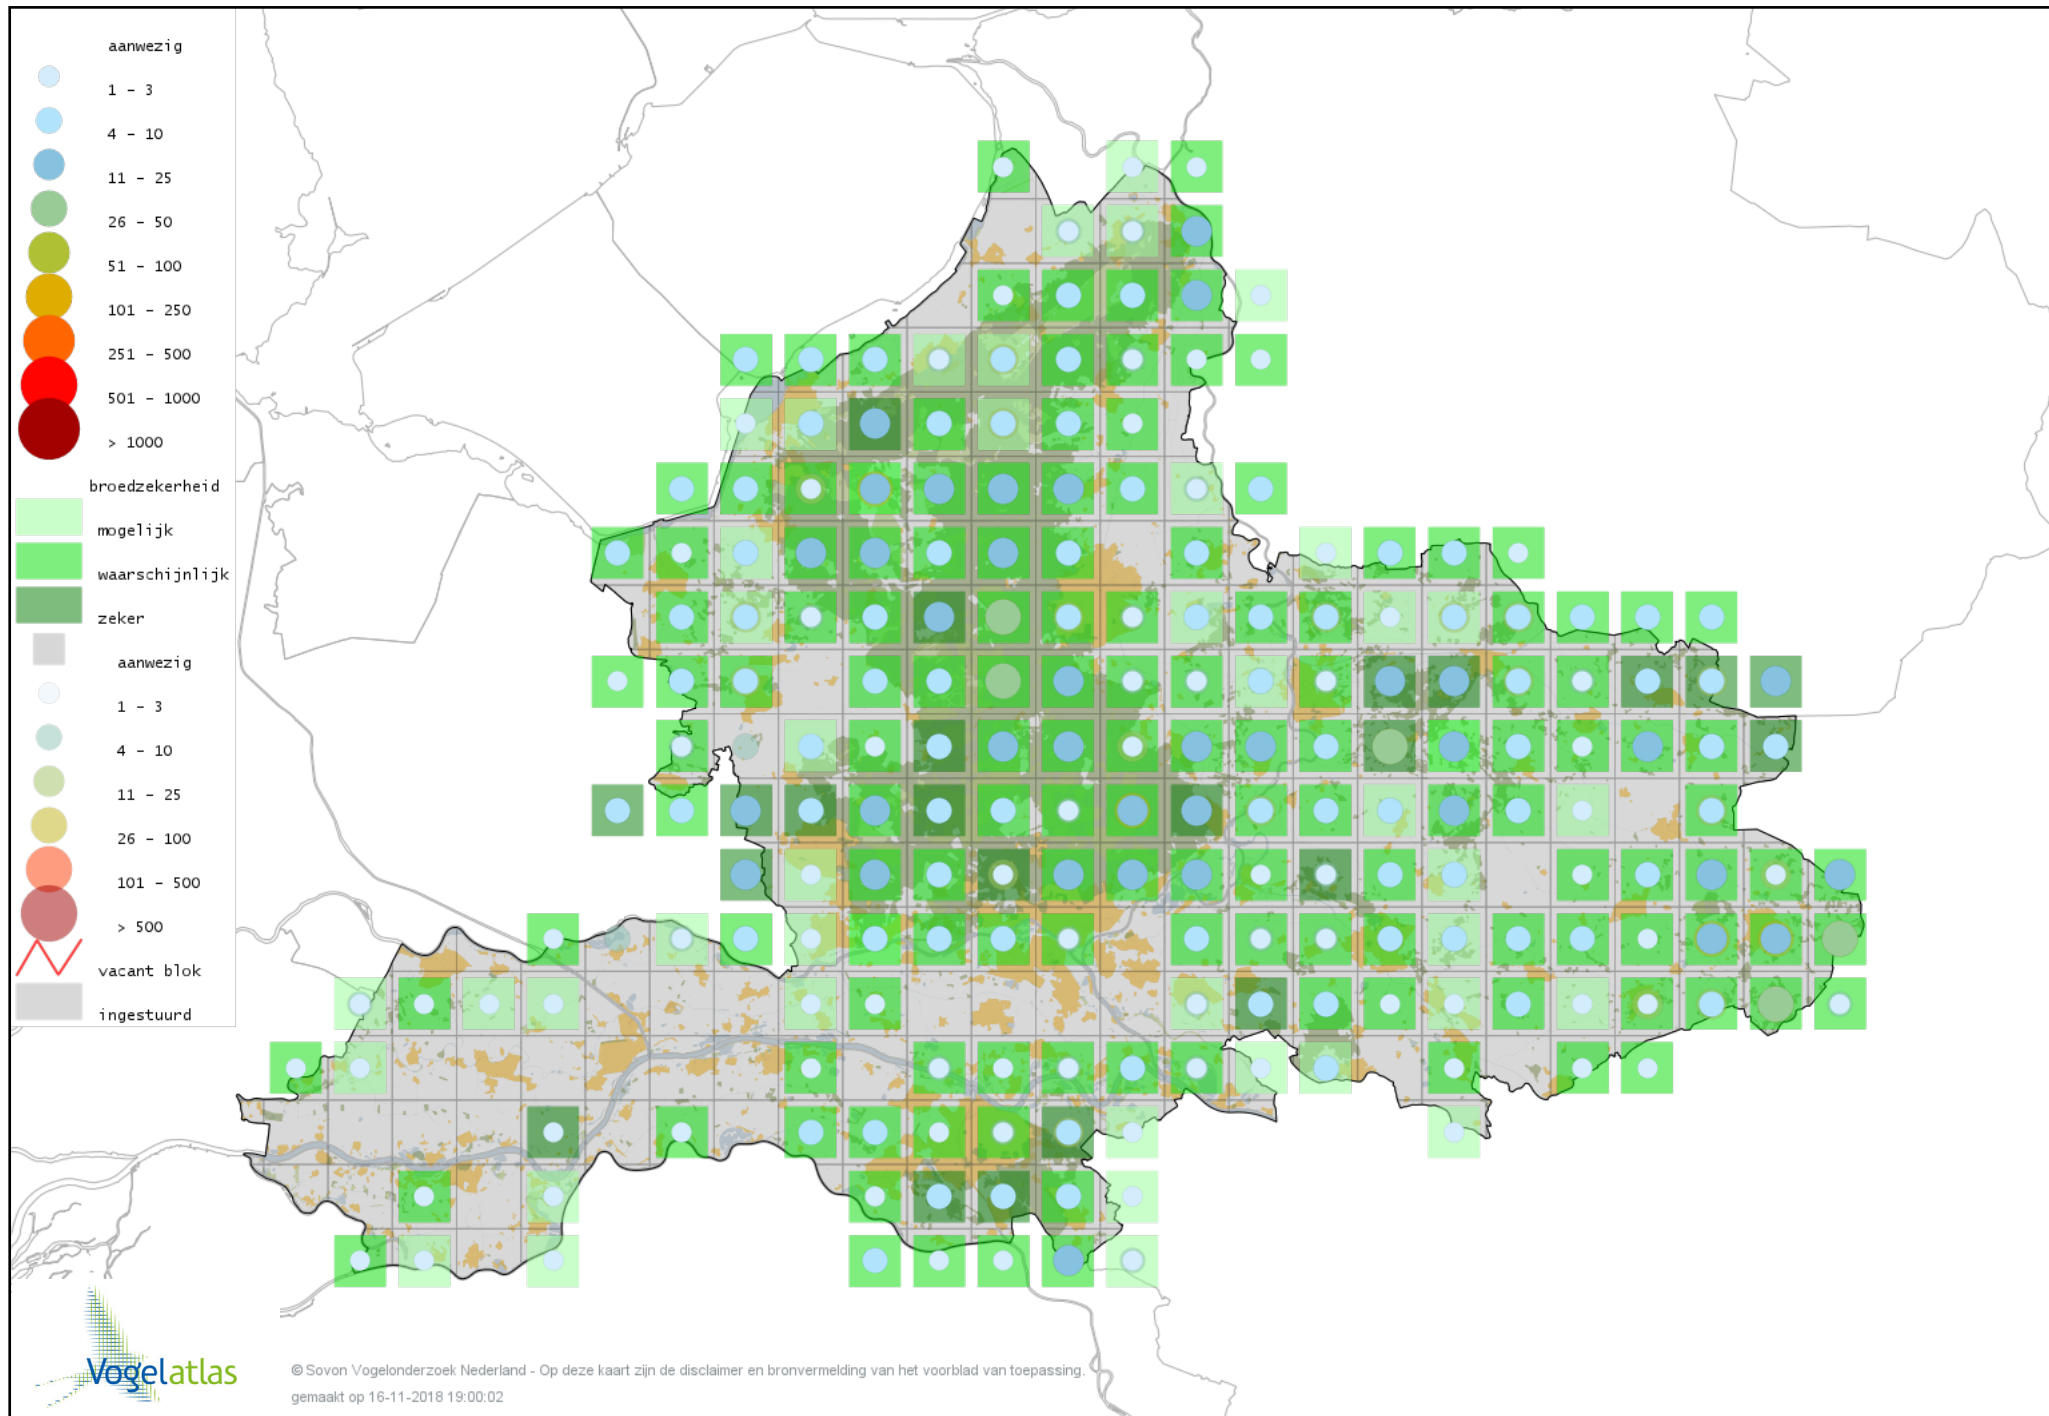 aanwezig
1 - 3
4 - 10
11 - 25
26 - 50
51 - 100
101 - 250
251 - 500
501 - 1000
> 1000
broedzekerheid
mogelijk
waarschijnlijk
zeker
aanwezig
1 - 3
4 - 10
11 - 25
26 - 100
101 - 500
> 500
vacant blok
ingestuurd
Vogelatlas
© Sovon Vogelonderzoek Nederland - Op deze kaart zijn de disclaimer en bronvermelding van het voorblad van toepassing.
gemaakt op 16-11-2018 19:00:02